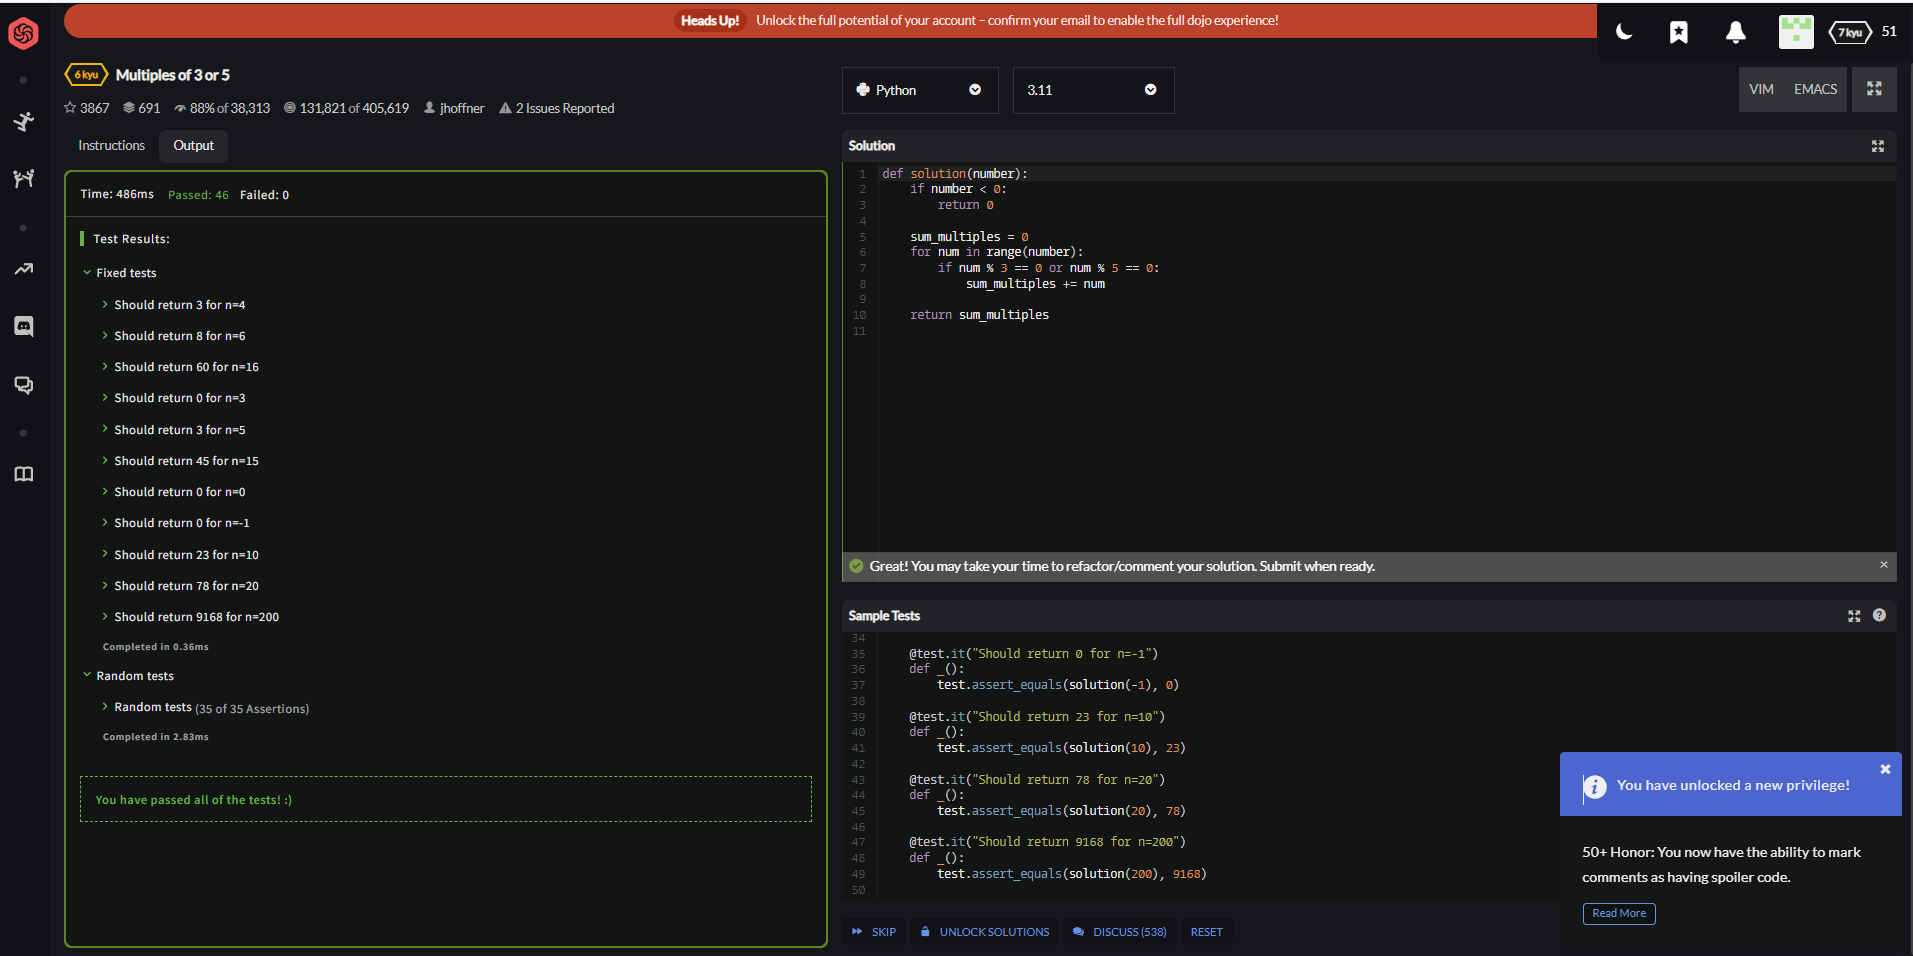 Heads Up! Unlock the full potential of your account – confirm your email to enable the full dojo experience!
7 kyu 51
6 kyu Multiples of 3 or 5
3867 691 88% of 38,313 131,821 of 405,619 jhoffner 2 Issues Reported
Instructions Output
Time: 486ms Passed: 46 Failed: 0
Test Results:
Fixed tests
Should return 3 for n=4
Should return 8 for n=6
Should return 60 for n=16
Should return 0 for n=3
Should return 3 for n=5
Should return 45 for n=15
Should return 0 for n=0
Should return 0 for n=-1
Should return 23 for n=10
Should return 78 for n=20
Should return 9168 for n=200
Completed in 0.36ms
Random tests
Random tests (35 of 35 Assertions)
Completed in 2.83ms
You have passed all of the tests! :)
Python 3.11 VIM EMACS
Solution
1 def solution(number):
2     if number < 0:
3         return 0
4
5     sum_multiples = 0
6     for num in range(number):
7         if num % 3 == 0 or num % 5 == 0:
8             sum_multiples += num
9
10     return sum_multiples
11
Great! You may take your time to refactor/comment your solution. Submit when ready. ×
Sample Tests ?
34
35     @test.it("Should return 0 for n=-1")
36     def _():
37         test.assert_equals(solution(-1), 0)
38
39     @test.it("Should return 23 for n=10")
40     def _():
41         test.assert_equals(solution(10), 23)
42
43     @test.it("Should return 78 for n=20")
44     def _():
45         test.assert_equals(solution(20), 78)
46
47     @test.it("Should return 9168 for n=200")
48     def _():
49         test.assert_equals(solution(200), 9168)
50
SKIP UNLOCK SOLUTIONS DISCUSS (538) RESET
You have unlocked a new privilege!
50+ Honor: You now have the ability to mark
comments as having spoiler code.
Read More